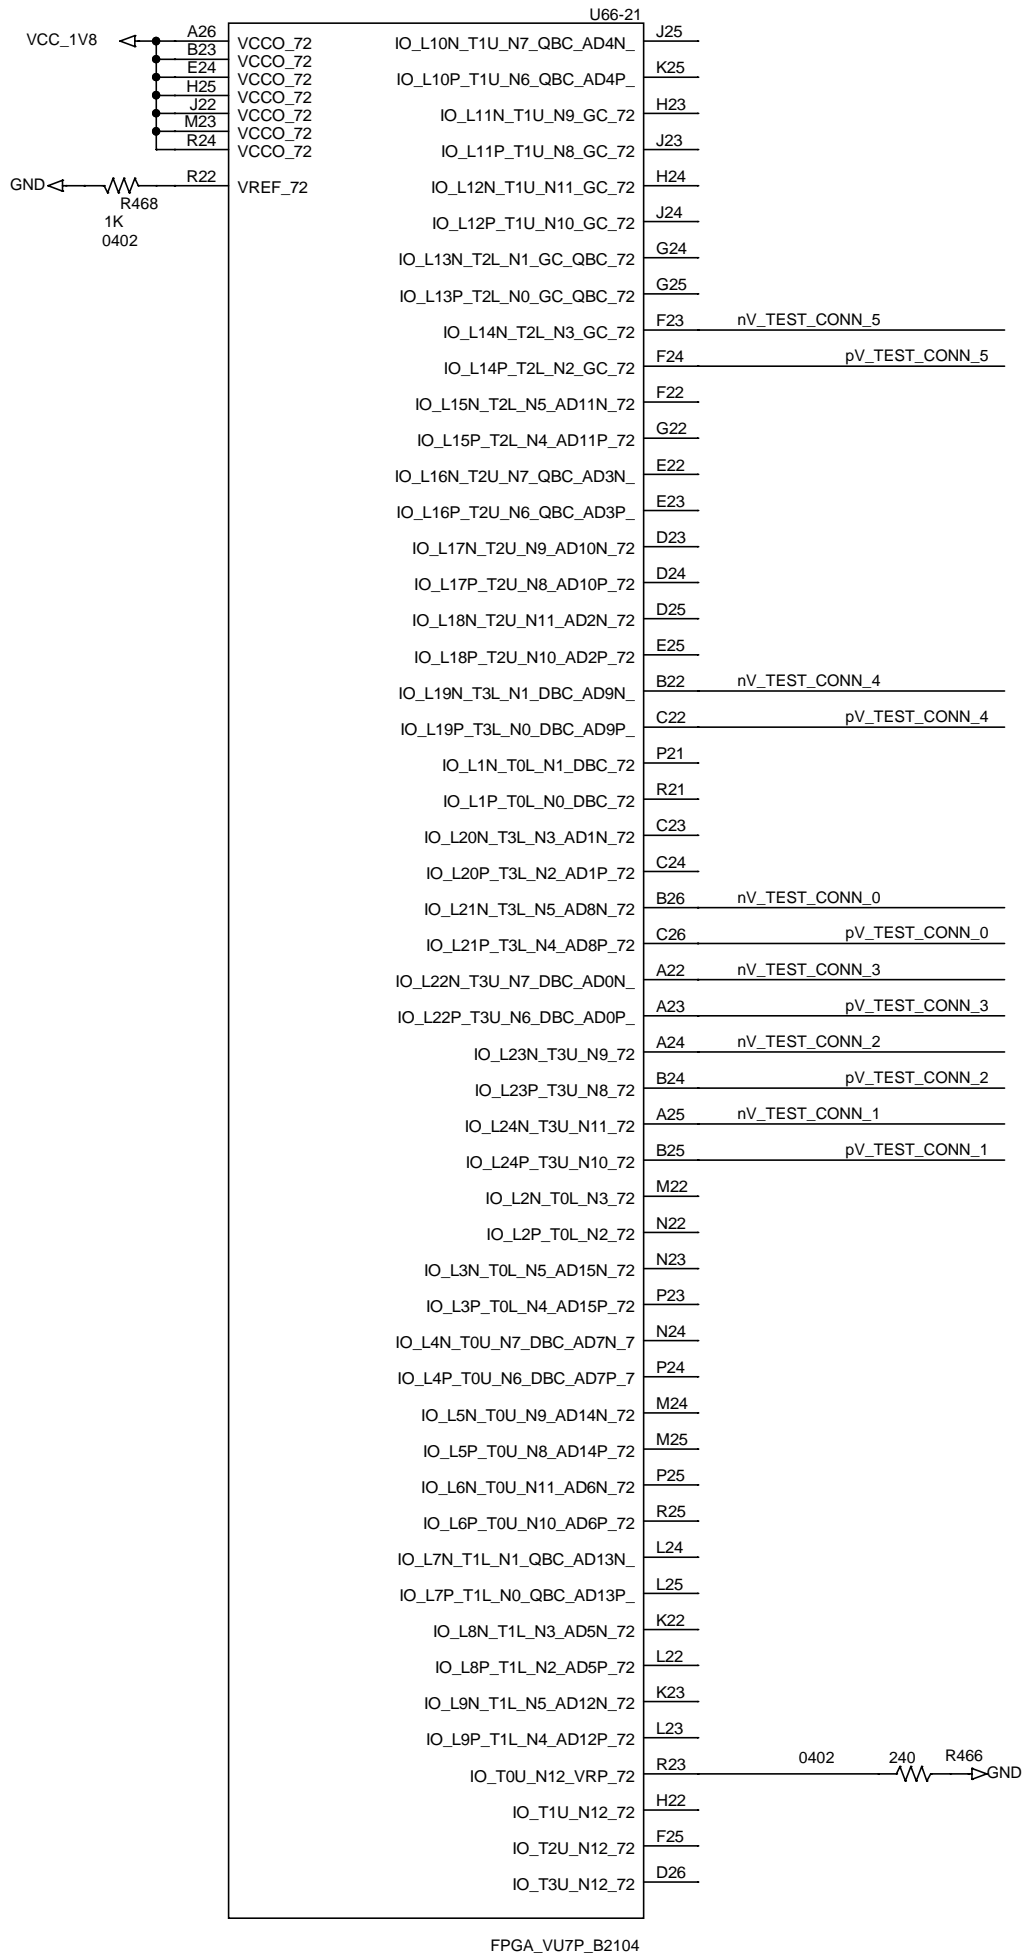 U66-21
VCC_1V8 A26 VCCO_72 IO_L10N_T1U_N7_QBC_AD4N_ J25
B23 VCCO_72
E24 VCCO_72 IO_L10P_T1U_N6_QBC_AD4P_ K25
H25 VCCO_72
J22 VCCO_72 IO_L11N_T1U_N9_GC_72 H23
M23 VCCO_72
R24 VCCO_72 IO_L11P_T1U_N8_GC_72 J23
GND R22 VREF_72 IO_L12N_T1U_N11_GC_72 H24
R468
1K IO_L12P_T1U_N10_GC_72 J24
0402
IO_L13N_T2L_N1_GC_QBC_72 G24
IO_L13P_T2L_N0_GC_QBC_72 G25
IO_L14N_T2L_N3_GC_72 F23 nV_TEST_CONN_5
IO_L14P_T2L_N2_GC_72 F24 pV_TEST_CONN_5
IO_L15N_T2L_N5_AD11N_72 F22
IO_L15P_T2L_N4_AD11P_72 G22
IO_L16N_T2U_N7_QBC_AD3N_ E22
IO_L16P_T2U_N6_QBC_AD3P_ E23
IO_L17N_T2U_N9_AD10N_72 D23
IO_L17P_T2U_N8_AD10P_72 D24
IO_L18N_T2U_N11_AD2N_72 D25
IO_L18P_T2U_N10_AD2P_72 E25
IO_L19N_T3L_N1_DBC_AD9N_ B22 nV_TEST_CONN_4
IO_L19P_T3L_N0_DBC_AD9P_ C22 pV_TEST_CONN_4
IO_L1N_T0L_N1_DBC_72 P21
IO_L1P_T0L_N0_DBC_72 R21
IO_L20N_T3L_N3_AD1N_72 C23
IO_L20P_T3L_N2_AD1P_72 C24
IO_L21N_T3L_N5_AD8N_72 B26 nV_TEST_CONN_0
IO_L21P_T3L_N4_AD8P_72 C26 pV_TEST_CONN_0
IO_L22N_T3U_N7_DBC_AD0N_ A22 nV_TEST_CONN_3
IO_L22P_T3U_N6_DBC_AD0P_ A23 pV_TEST_CONN_3
IO_L23N_T3U_N9_72 A24 nV_TEST_CONN_2
IO_L23P_T3U_N8_72 B24 pV_TEST_CONN_2
IO_L24N_T3U_N11_72 A25 nV_TEST_CONN_1
IO_L24P_T3U_N10_72 B25 pV_TEST_CONN_1
IO_L2N_T0L_N3_72 M22
IO_L2P_T0L_N2_72 N22
IO_L3N_T0L_N5_AD15N_72 N23
IO_L3P_T0L_N4_AD15P_72 P23
IO_L4N_T0U_N7_DBC_AD7N_7 N24
IO_L4P_T0U_N6_DBC_AD7P_7 P24
IO_L5N_T0U_N9_AD14N_72 M24
IO_L5P_T0U_N8_AD14P_72 M25
IO_L6N_T0U_N11_AD6N_72 P25
IO_L6P_T0U_N10_AD6P_72 R25
IO_L7N_T1L_N1_QBC_AD13N_ L24
IO_L7P_T1L_N0_QBC_AD13P_ L25
IO_L8N_T1L_N3_AD5N_72 K22
IO_L8P_T1L_N2_AD5P_72 L22
IO_L9N_T1L_N5_AD12N_72 K23
IO_L9P_T1L_N4_AD12P_72 L23
IO_T0U_N12_VRP_72 R23 0402 240 R466 GND
IO_T1U_N12_72 H22
IO_T2U_N12_72 F25
IO_T3U_N12_72 D26
FPGA_VU7P_B2104